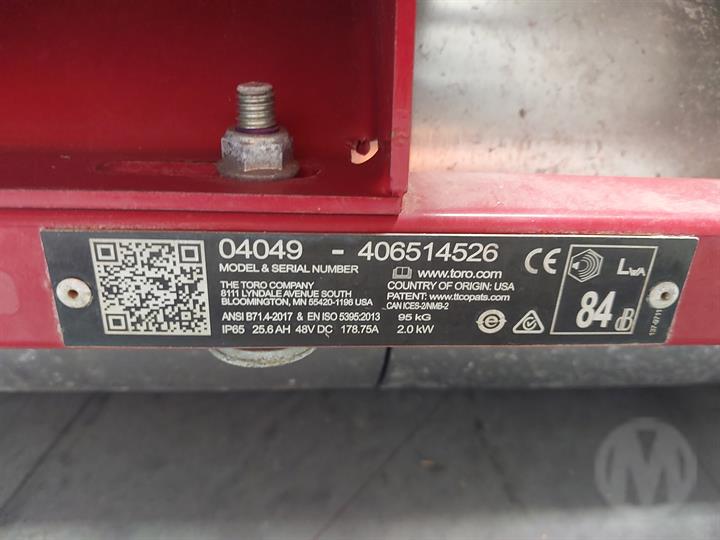 04049 - 406514526
MODEL & SERIAL NUMBER
www.toro.com
THE TORO COMPANY
8111 LYNDALE AVENUE SOUTH
BLOOMINGTON, MN 55420-1196 USA
COUNTRY OF ORIGIN: USA
PATENT: www.ttcopats.com
CAN ICES-2/NMB-2
ANSI B71.4-2017 & EN ISO 5395:2013
95 kG
IP65 25.6 AH 48V DC 178.75A 2.0 kW
CE
LWA
84 dB
137-9711
M